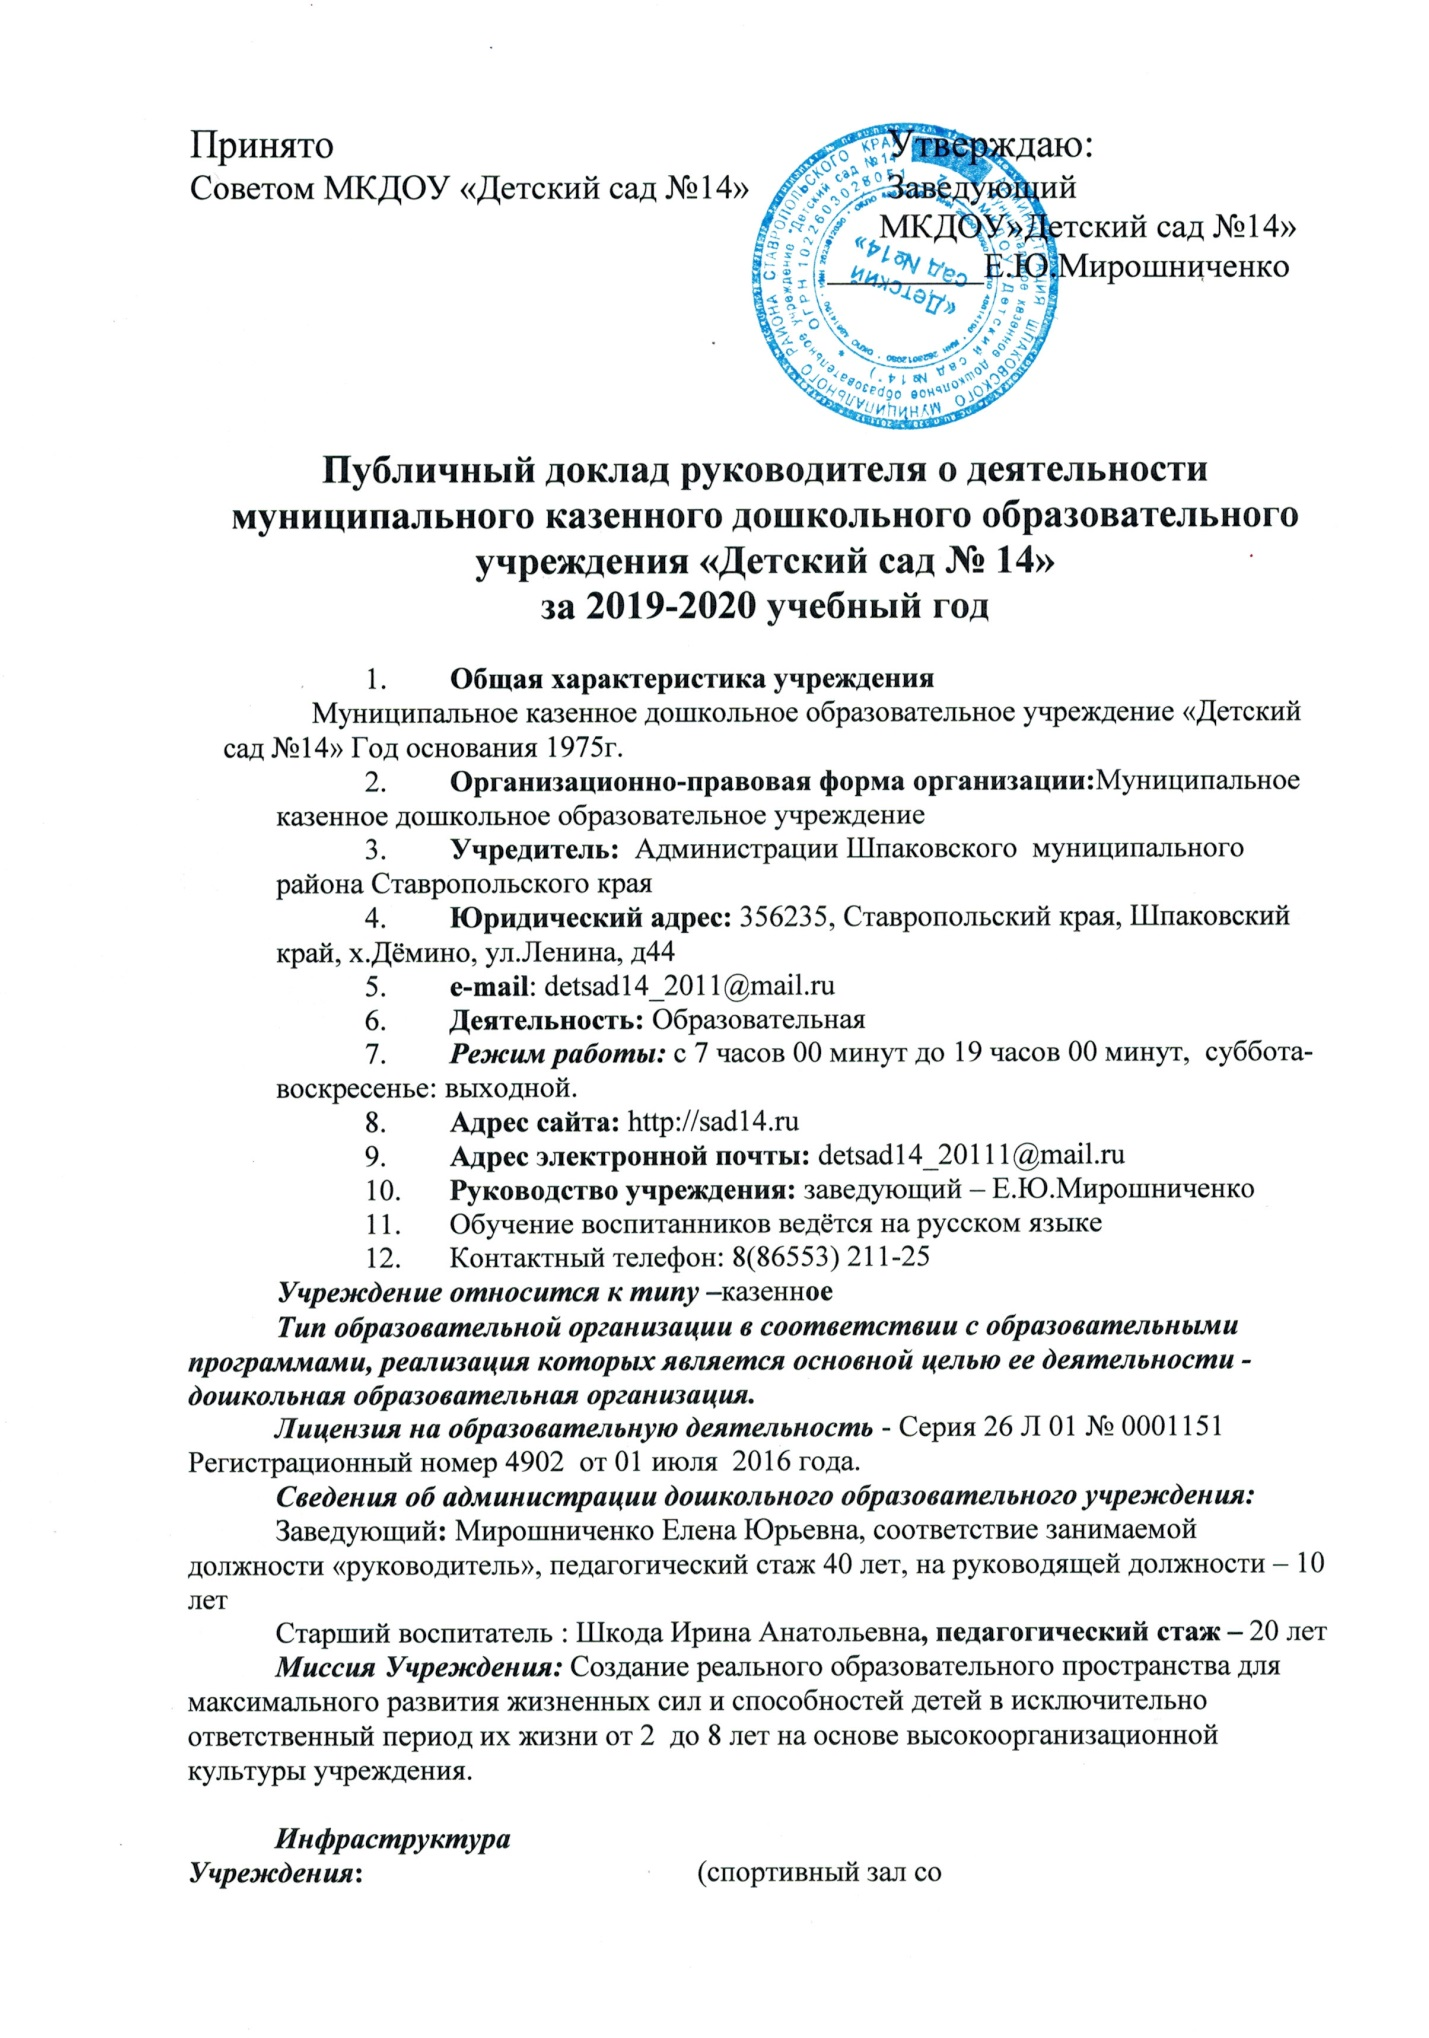 Принято
Утверждаю:
Советом МКДОУ «Детский сад №14»
Заведующий
МКДОУ»Детский сад №14»
Е.Ю.Мирошниченко
«Детский
сад №14»
Публичный доклад руководителя о деятельности
муниципального казенного дошкольного образовательного
учреждения «Детский сад № 14»
за 2019-2020 учебный год
1. Общая характеристика учреждения
Муниципальное казенное дошкольное образовательное учреждение «Детский
сад №14» Год основания 1975г.
2. Организационно-правовая форма организации:Муниципальное
казенное дошкольное образовательное учреждение
3. Учредитель: Администрации Шпаковского муниципального
района Ставропольского края
4. Юридический адрес: 356235, Ставропольский края, Шпаковский
край, х.Дёмино, ул.Ленина, д44
5. e-mail: detsad14_2011@mail.ru
6. Деятельность: Образовательная
7. Режим работы: с 7 часов 00 минут до 19 часов 00 минут, суббота-
воскресенье: выходной.
8. Адрес сайта: http://sad14.ru
9. Адрес электронной почты: detsad14_20111@mail.ru
10. Руководство учреждения: заведующий – Е.Ю.Мирошниченко
11. Обучение воспитанников ведётся на русском языке
12. Контактный телефон: 8(86553) 211-25
Учреждение относится к типу –казенное
Тип образовательной организации в соответствии с образовательными
программами, реализация которых является основной целью ее деятельности -
дошкольная образовательная организация.
Лицензия на образовательную деятельность - Серия 26 Л 01 № 0001151
Регистрационный номер 4902 от 01 июля 2016 года.
Сведения об администрации дошкольного образовательного учреждения:
Заведующий: Мирошниченко Елена Юрьевна, соответствие занимаемой
должности «руководитель», педагогический стаж 40 лет, на руководящей должности – 10
лет
Старший воспитатель : Шкода Ирина Анатольевна, педагогический стаж – 20 лет
Миссия Учреждения: Создание реального образовательного пространства для
максимального развития жизненных сил и способностей детей в исключительно
ответственный период их жизни от 2 до 8 лет на основе высокоорганизационной
культуры учреждения.
Инфраструктура
Учреждения: (спортивный зал со